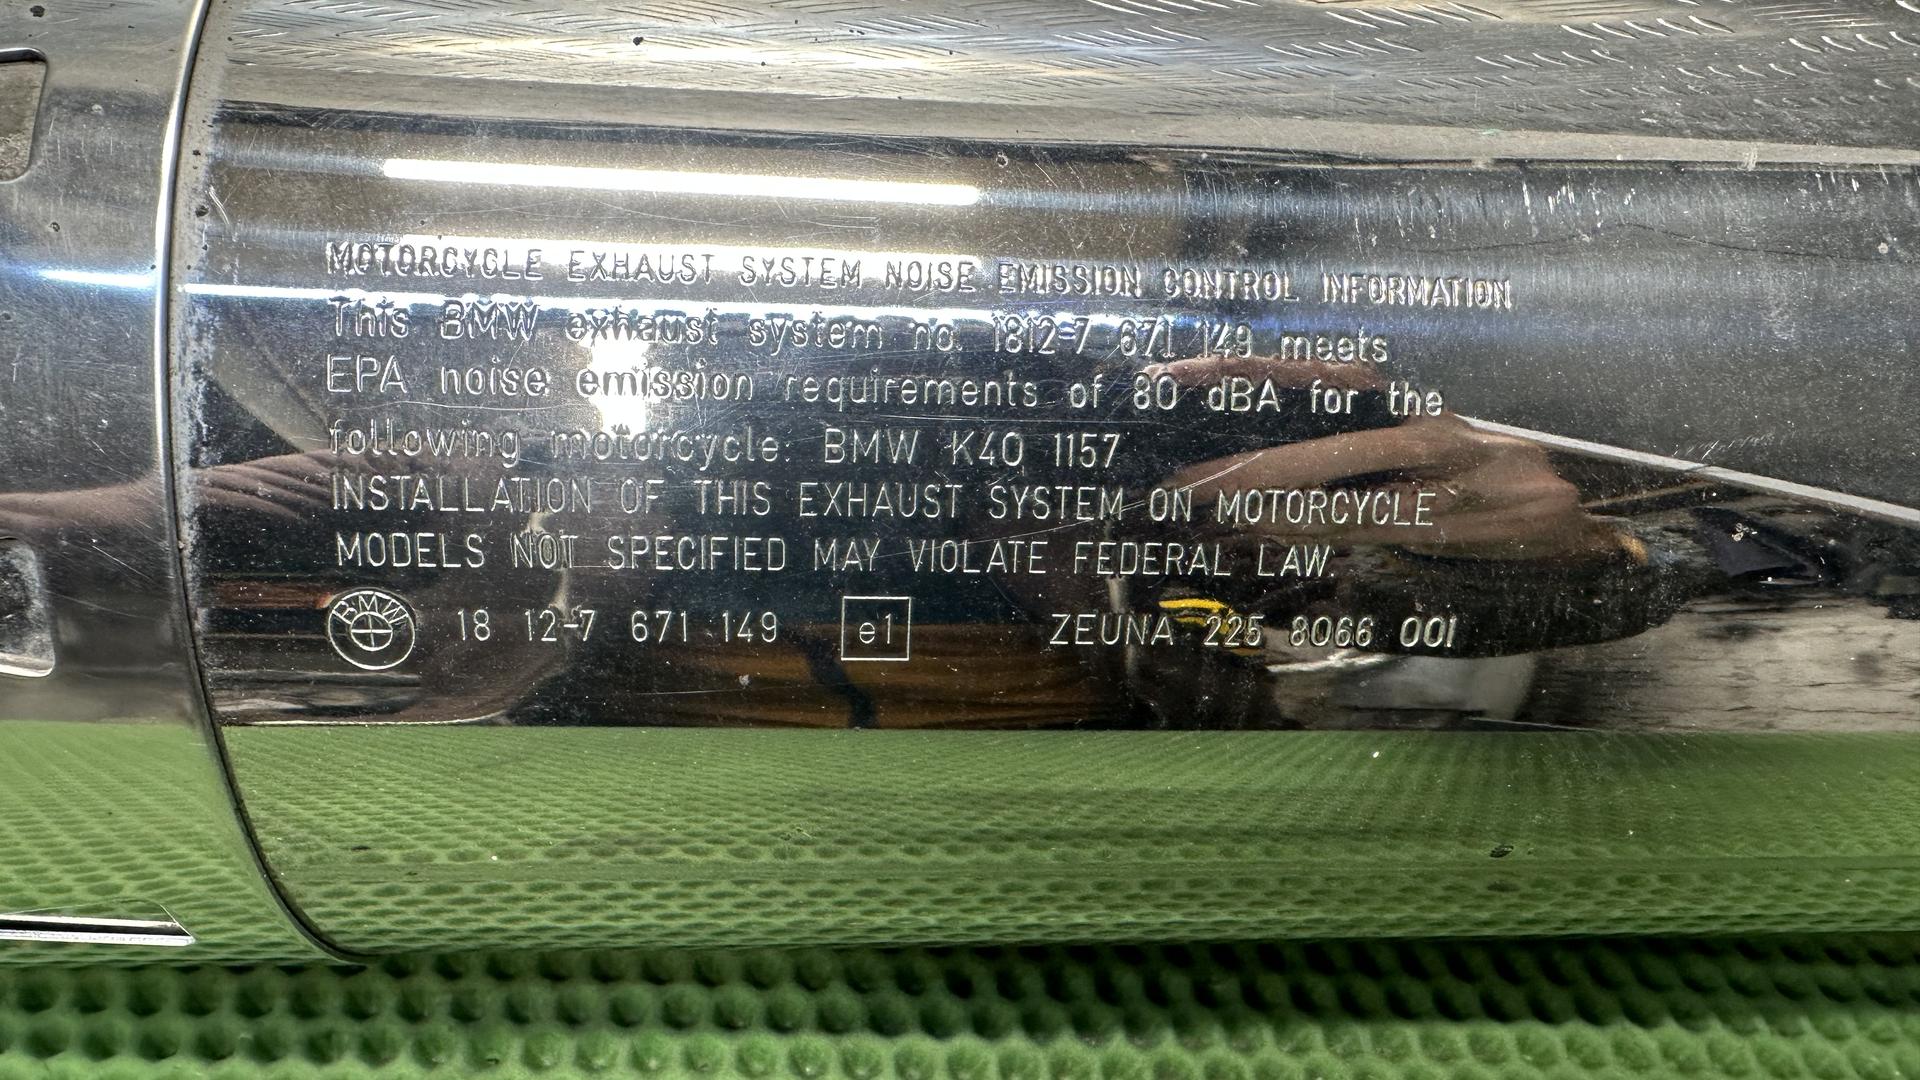 MOTORCYCLE EXHAUST SYSTEM NOISE EMISSION CONTROL INFORMATION
This BMW exhaust system no. 1812-7 671 149 meets
EPA noise emission requirements of 80 dBA for the
following motorcycle: BMW K40 1157
INSTALLATION OF THIS EXHAUST SYSTEM ON MOTORCYCLE
MODELS NOT SPECIFIED MAY VIOLATE FEDERAL LAW.
BMW 18 12-7 671 149 e1 ZEUNA 225 8066 001